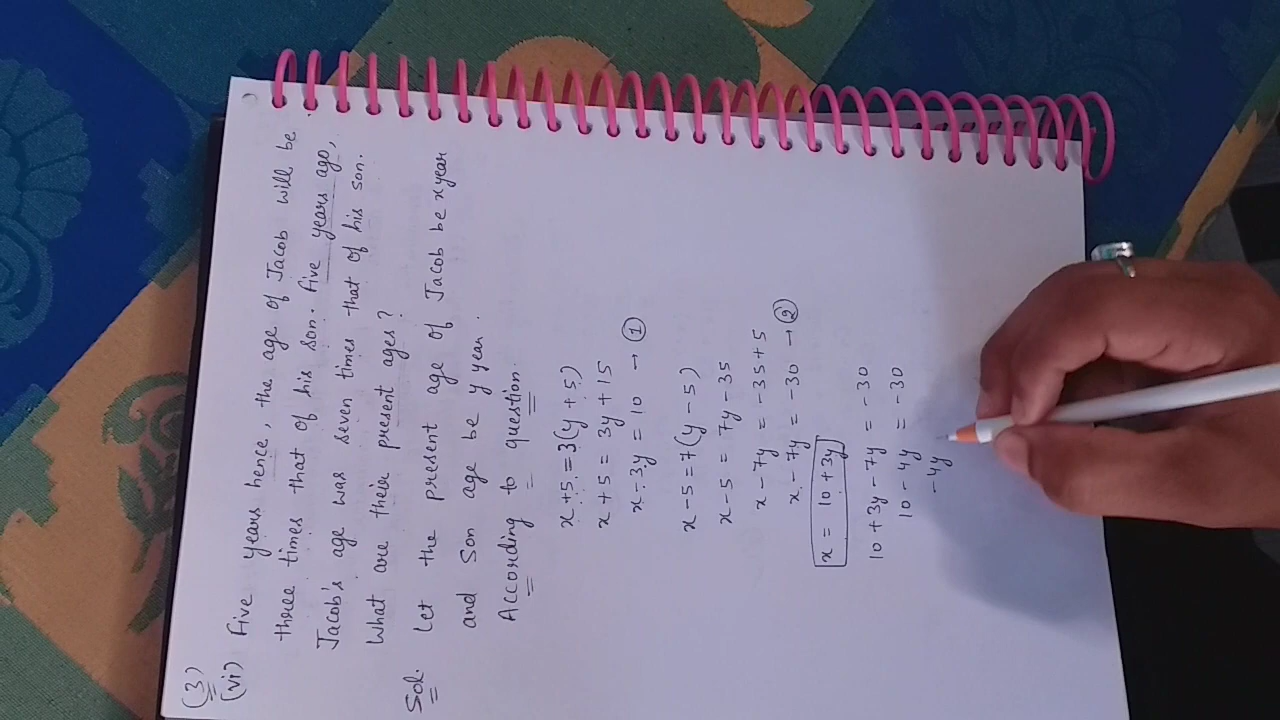 (3)
(vi) Five years hence, the age of Jacob will be
three times that of his son. Five years ago,
Jacob's age was seven times that of his son.
What are their present ages?
Sol. Let the present age of Jacob be x year
and son age be y year.
According to question.
x+5=3(y+5)
x+5 = 3y+15
x-3y = 10 → ①
x-5=7(y-5)
x-5 = 7y-35
x-7y = -35+5
x-7y = -30 → ②
x = 10+3y
10+3y-7y = -30
10-4y = -30
-4y